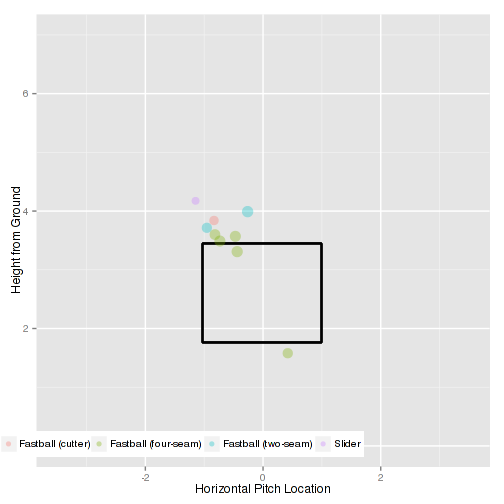 6
4
2
Height from Ground
Fastball (cutter) Fastball (four-seam) Fastball (two-seam) Slider
-2 0 2
Horizontal Pitch Location